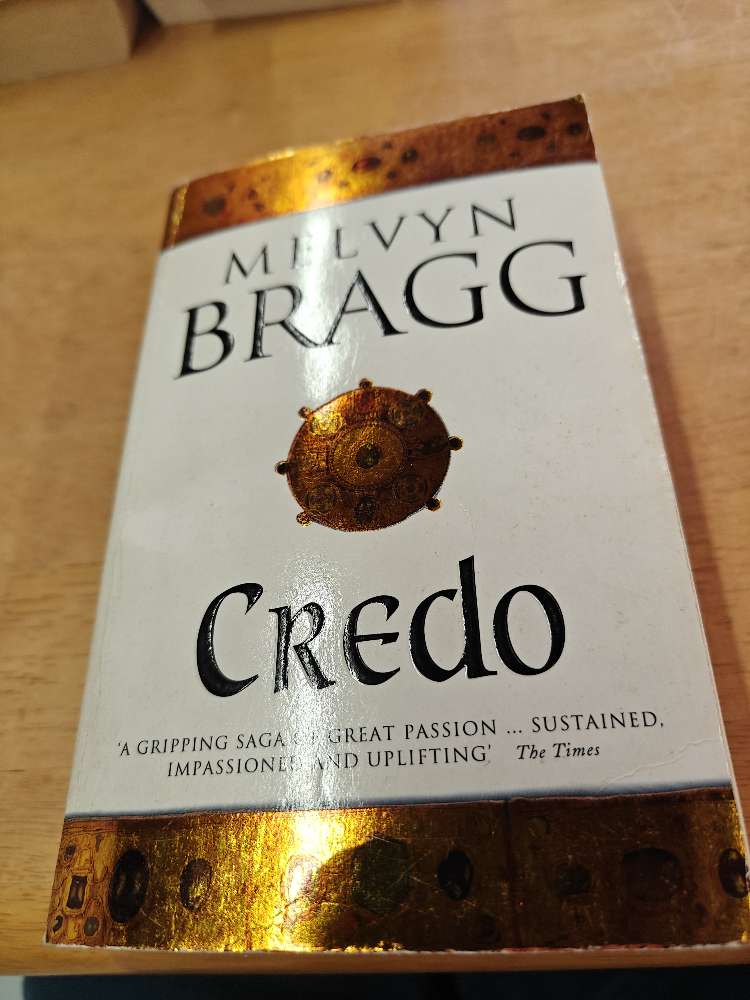 MELVYN
BRAGG
CREdo
'A GRIPPING SAGA OF GREAT PASSION ... SUSTAINED,
IMPASSIONED AND UPLIFTING' The Times